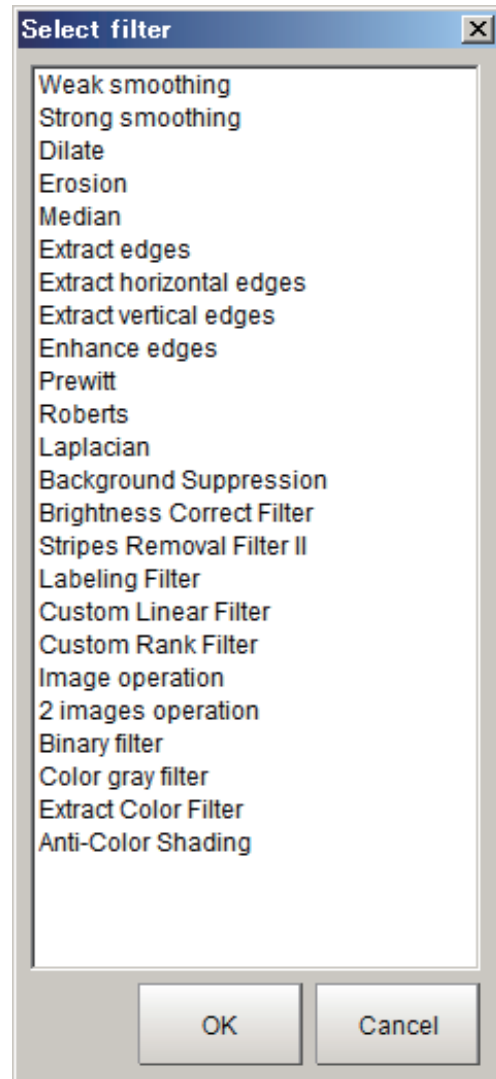 Select filter
Weak smoothing
Strong smoothing
Dilate
Erosion
Median
Extract edges
Extract horizontal edges
Extract vertical edges
Enhance edges
Prewitt
Roberts
Laplacian
Background Suppression
Brightness Correct Filter
Stripes Removal Filter II
Labeling Filter
Custom Linear Filter
Custom Rank Filter
Image operation
2 images operation
Binary filter
Color gray filter
Extract Color Filter
Anti-Color Shading
OK Cancel